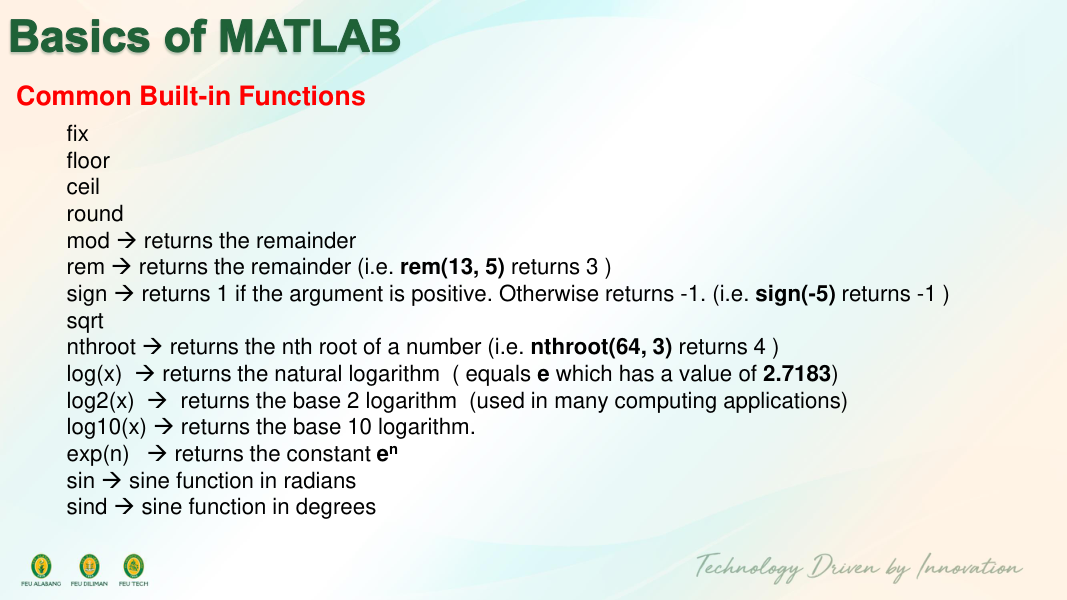 Basics of MATLAB
Common Built-in Functions
fix
floor
ceil
round
mod → returns the remainder
rem → returns the remainder (i.e. rem(13, 5) returns 3 )
sign → returns 1 if the argument is positive. Otherwise returns -1. (i.e. sign(-5) returns -1 )
sqrt
nthroot → returns the nth root of a number (i.e. nthroot(64, 3) returns 4 )
log(x) → returns the natural logarithm ( equals e which has a value of 2.7183)
log2(x) → returns the base 2 logarithm (used in many computing applications)
log10(x) → returns the base 10 logarithm.
exp(n) → returns the constant eⁿ
sin → sine function in radians
sind → sine function in degrees
FEU ALABANG FEU DILIMAN FEU TECH
Technology Driven by Innovation